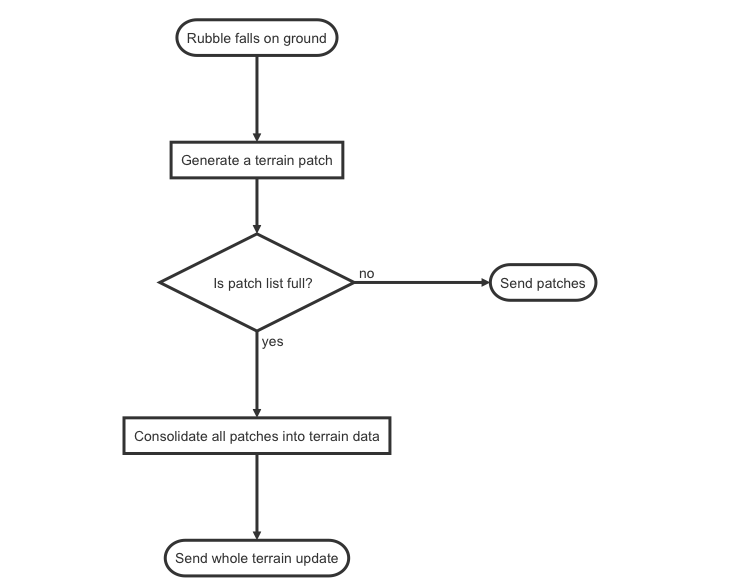 Rubble falls on ground
Generate a terrain patch
Is patch list full?
no
Send patches
yes
Consolidate all patches into terrain data
Send whole terrain update